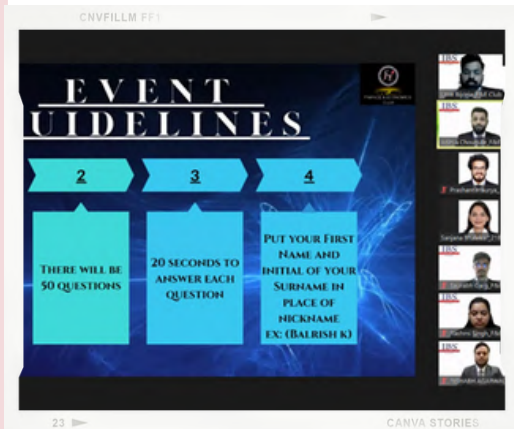 CNVFILLM FF1
EVENT
UIDELINES
2
3
4
THERE WILL BE
50 QUESTIONS
20 SECONDS TO
ANSWER EACH
QUESTION
PUT YOUR FIRST
NAME AND
INITIAL OF YOUR
SURNAME IN
PLACE OF
NICKNAME
EX: (BALRISH K)
IBS
IBS
IBS
IBS
IBS
23
CANVA STORIES